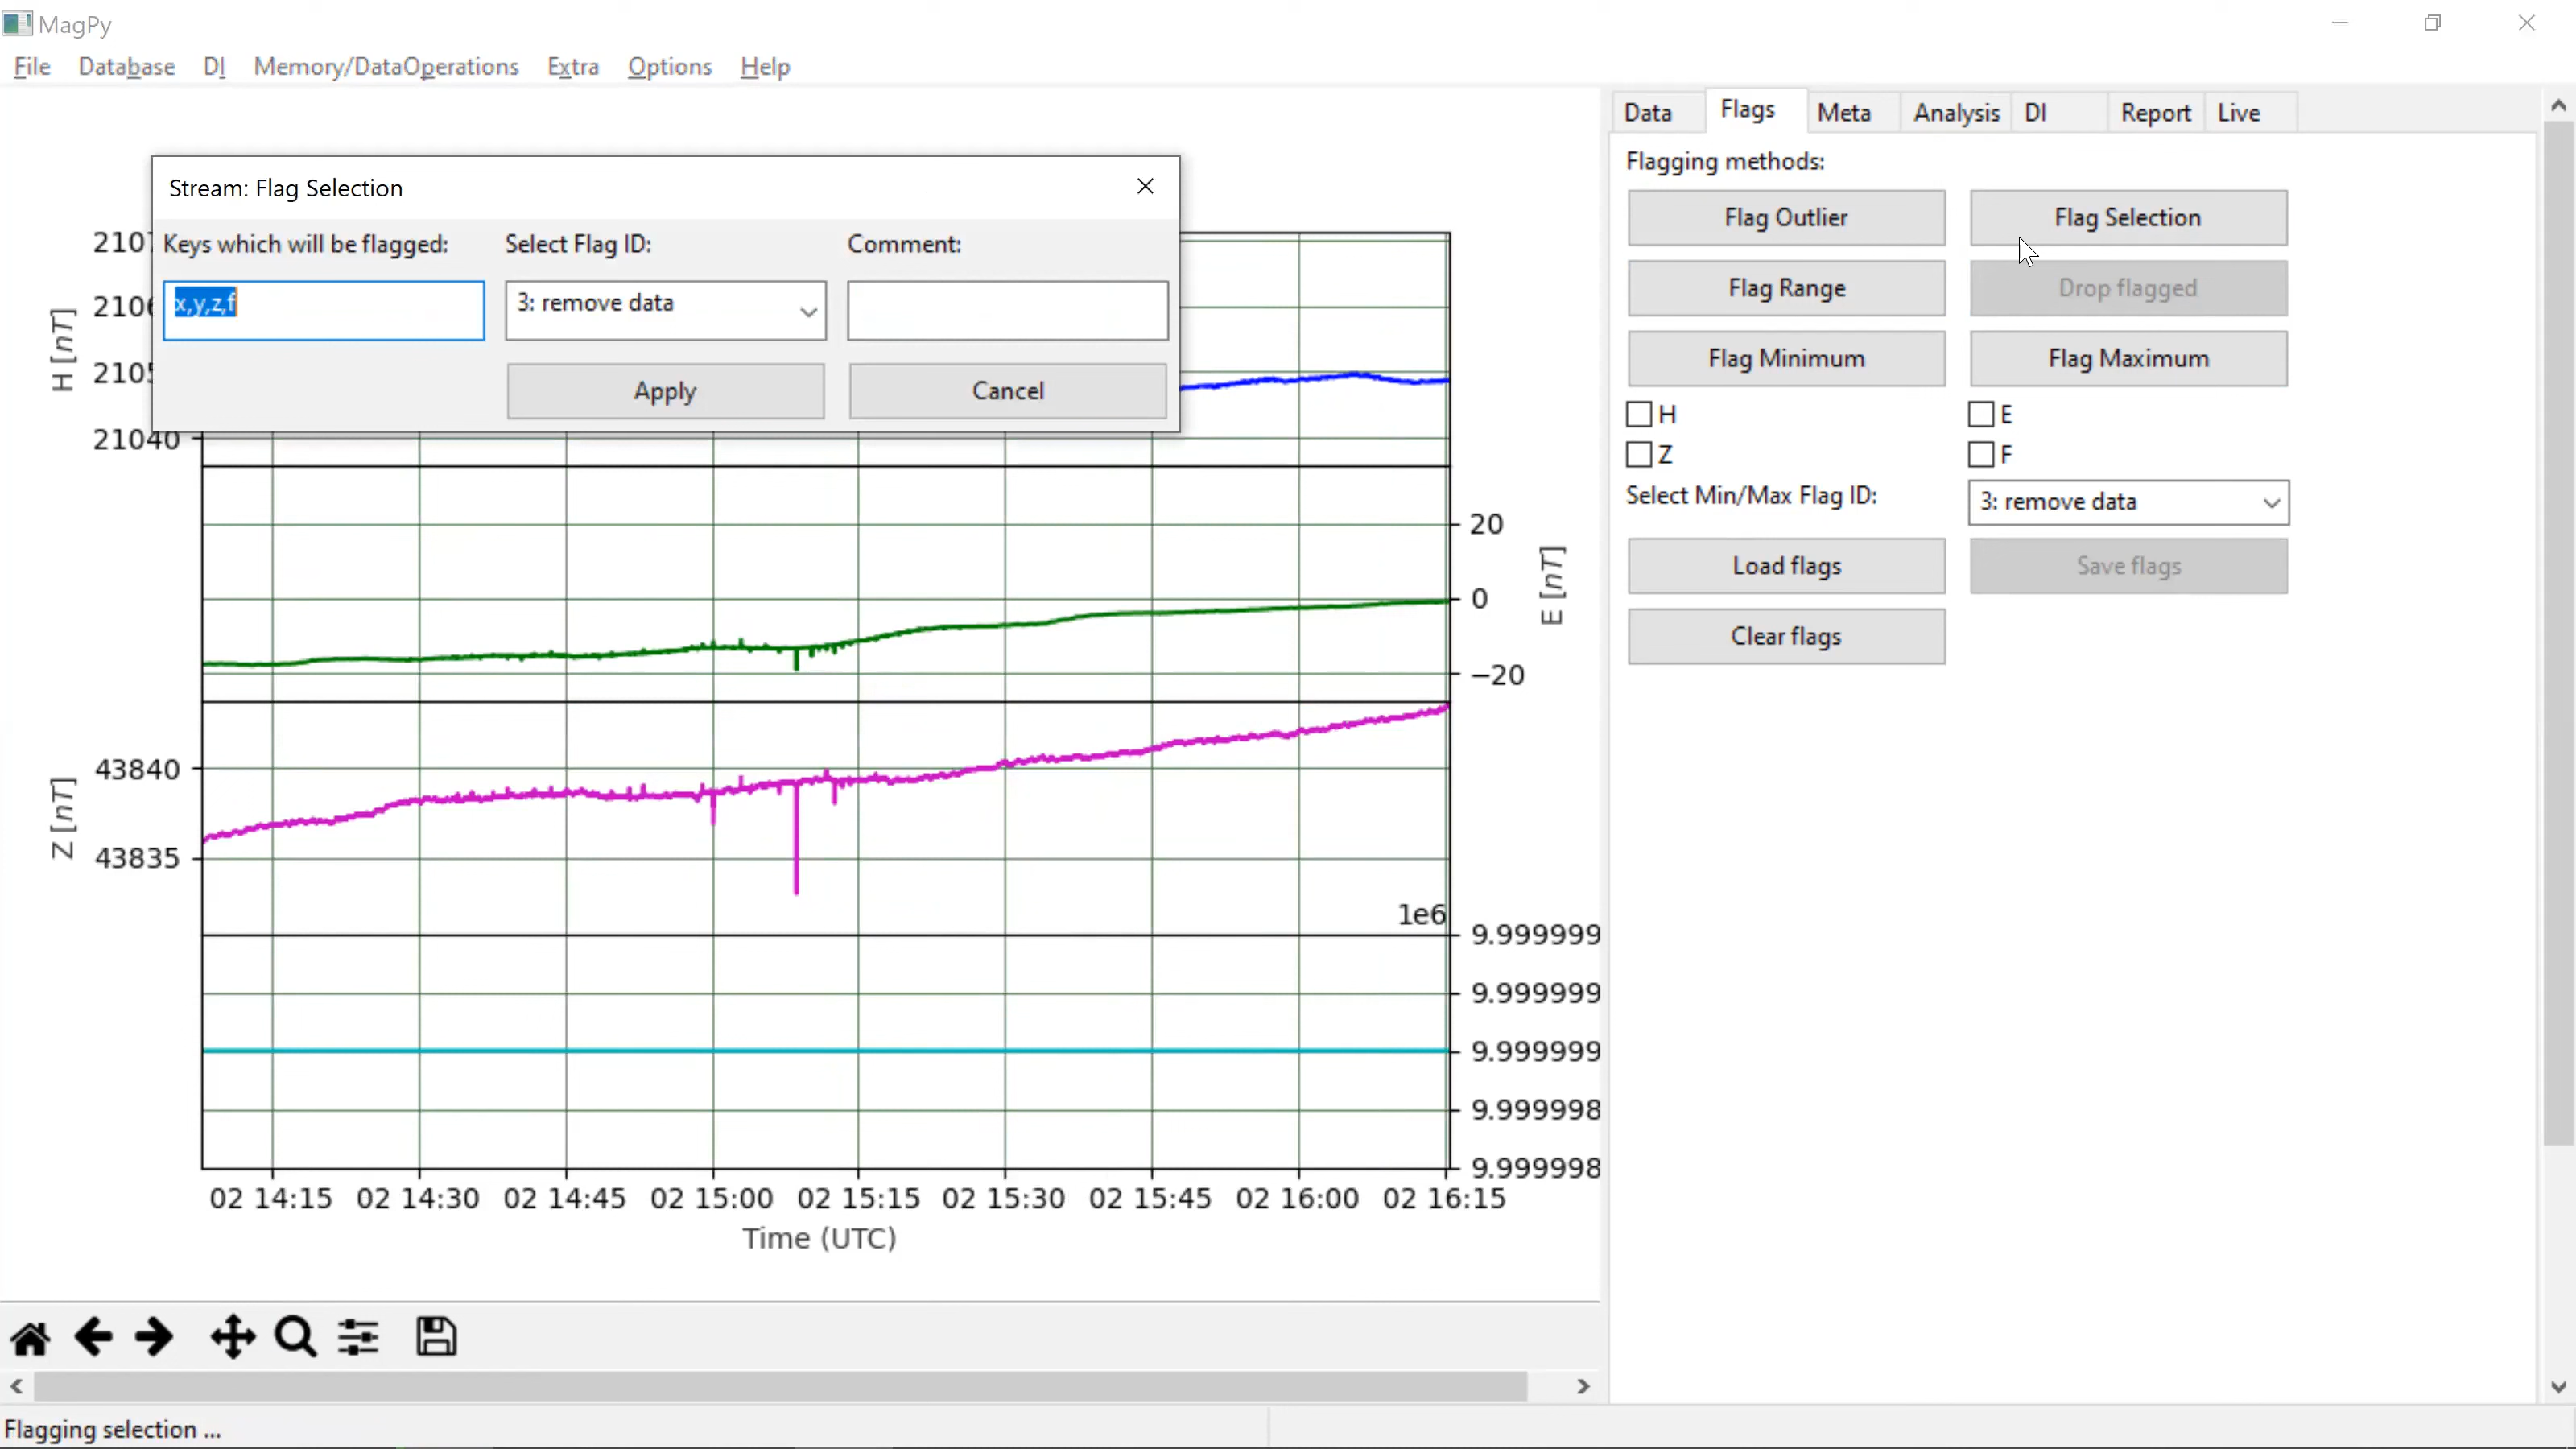 MagPy
File Database DI Memory/DataOperations Extra Options Help
Data Flags Meta Analysis DI Report Live
Flagging methods:
Flag Outlier Flag Selection
Flag Range Drop flagged
Flag Minimum Flag Maximum
H E
Z F
Select Min/Max Flag ID: 3: remove data
Load flags Save flags
Clear flags
Stream: Flag Selection
Keys which will be flagged: Select Flag ID: Comment:
x,y,z,f 3: remove data
Apply Cancel
H [nT]
21040
20
0
−20
E [nT]
43840
43835
Z [nT]
1e6
9.999999
9.999999
9.999999
9.999998
9.999998
02 14:15 02 14:30 02 14:45 02 15:00 02 15:15 02 15:30 02 15:45 02 16:00 02 16:15
Time (UTC)
Flagging selection ...